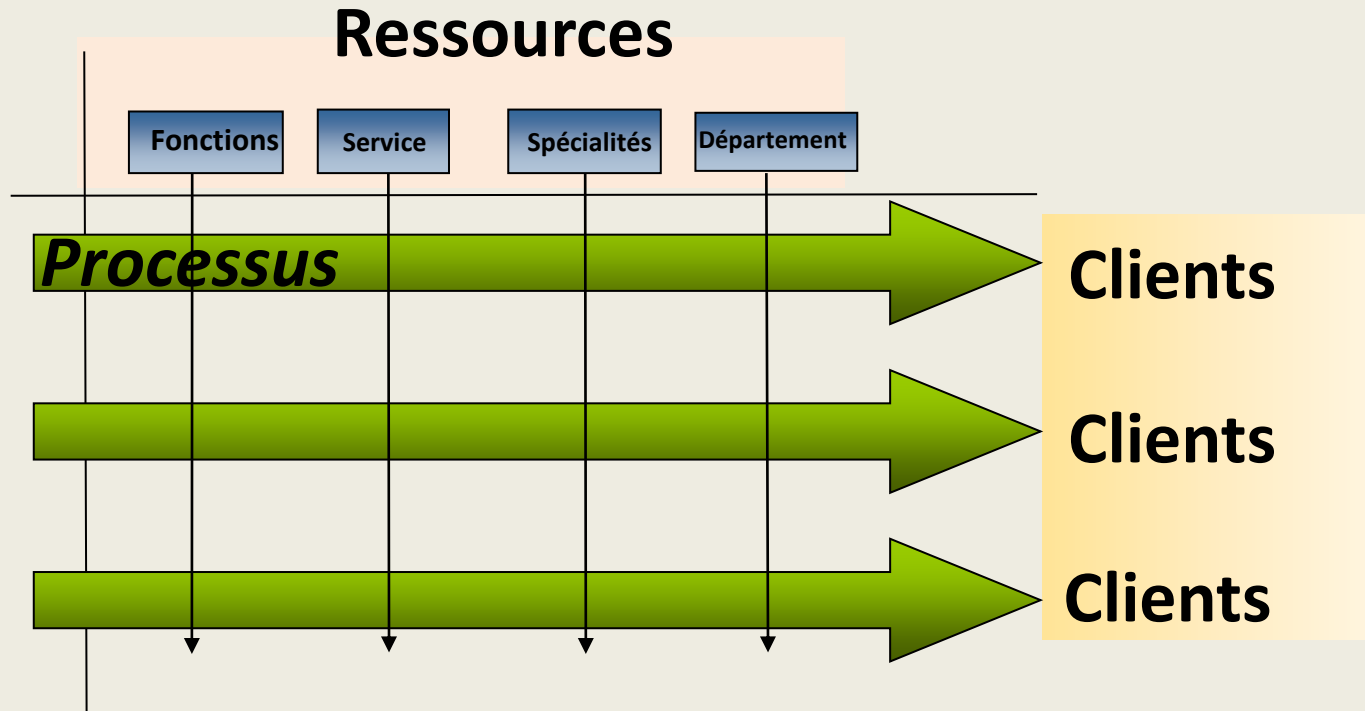 Ressources
Fonctions
Service
Spécialités
Département
Processus
Clients
Clients
Clients